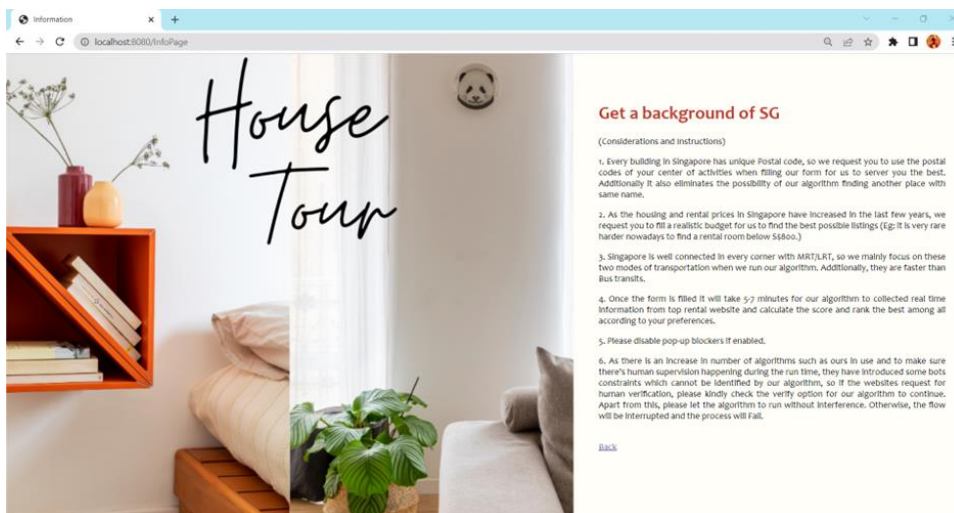 Information
localhost:8080/InfoPage
House
Tour
Get a background of SG
(Considerations and Instructions)
1. Every building in Singapore has unique Postal code, so we request you to use the postal
codes of your center of activities when filling our form for us to server you the best.
Additionally it also eliminates the possibility of our algorithm finding another place with
same name.
2. As the housing and rental prices in Singapore have increased in the last few years, we
request you to fill a realistic budget for us to find the best possible listings (Eg: it is very rare
harder nowadays to find a rental room below S$800.)
3. Singapore is well connected in every corner with MRT/LRT, so we mainly focus on these
two modes of transportation when we run our algorithm. Additionally, they are faster than
Bus transits.
4. Once the form is filled it will take 5-7 minutes for our algorithm to collected real time
information from top rental website and calculate the score and rank the best among all
according to your preferences.
5. Please disable pop-up blockers if enabled.
6. As there is an increase in number of algorithms such as ours in use and to make sure
there's human supervision happening during the run time, they have introduced some bots
constraints which cannot be identified by our algorithm, so if the websites request for
human verification, please kindly check the verify option for our algorithm to continue.
Apart from this, please let the algorithm to run without interference. Otherwise, the flow
will be interrupted and the process will Fail.
Back